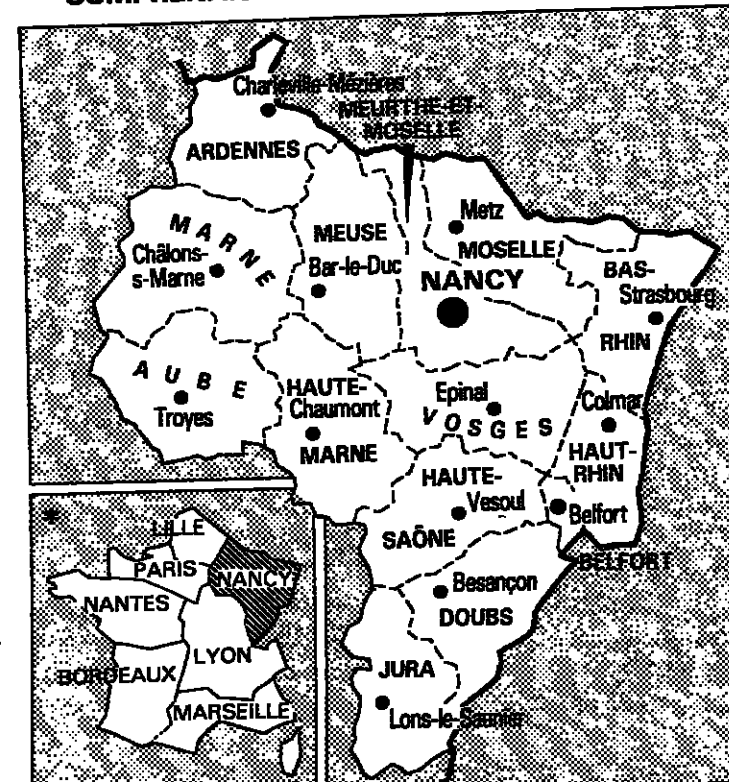 Charleville-Mézières
MEURTHE-ET-
MOSELLE
ARDENNES
MARNE
Châlons-
s-Marne
MEUSE
Bar-le-Duc
Metz
MOSELLE
NANCY
BAS-
Strasbourg
RHIN
AUBE
Troyes
HAUTE-
Chaumont
MARNE
Epinal
VOSGES
Colmar
HAUT-
RHIN
HAUTE-
Vesoul
SAÔNE
Belfort
BELFORT
Besançon
DOUBS
JURA
Lons-le-Saunier
*
LILLE
PARIS
NANCY
NANTES
LYON
BORDEAUX
MARSEILLE